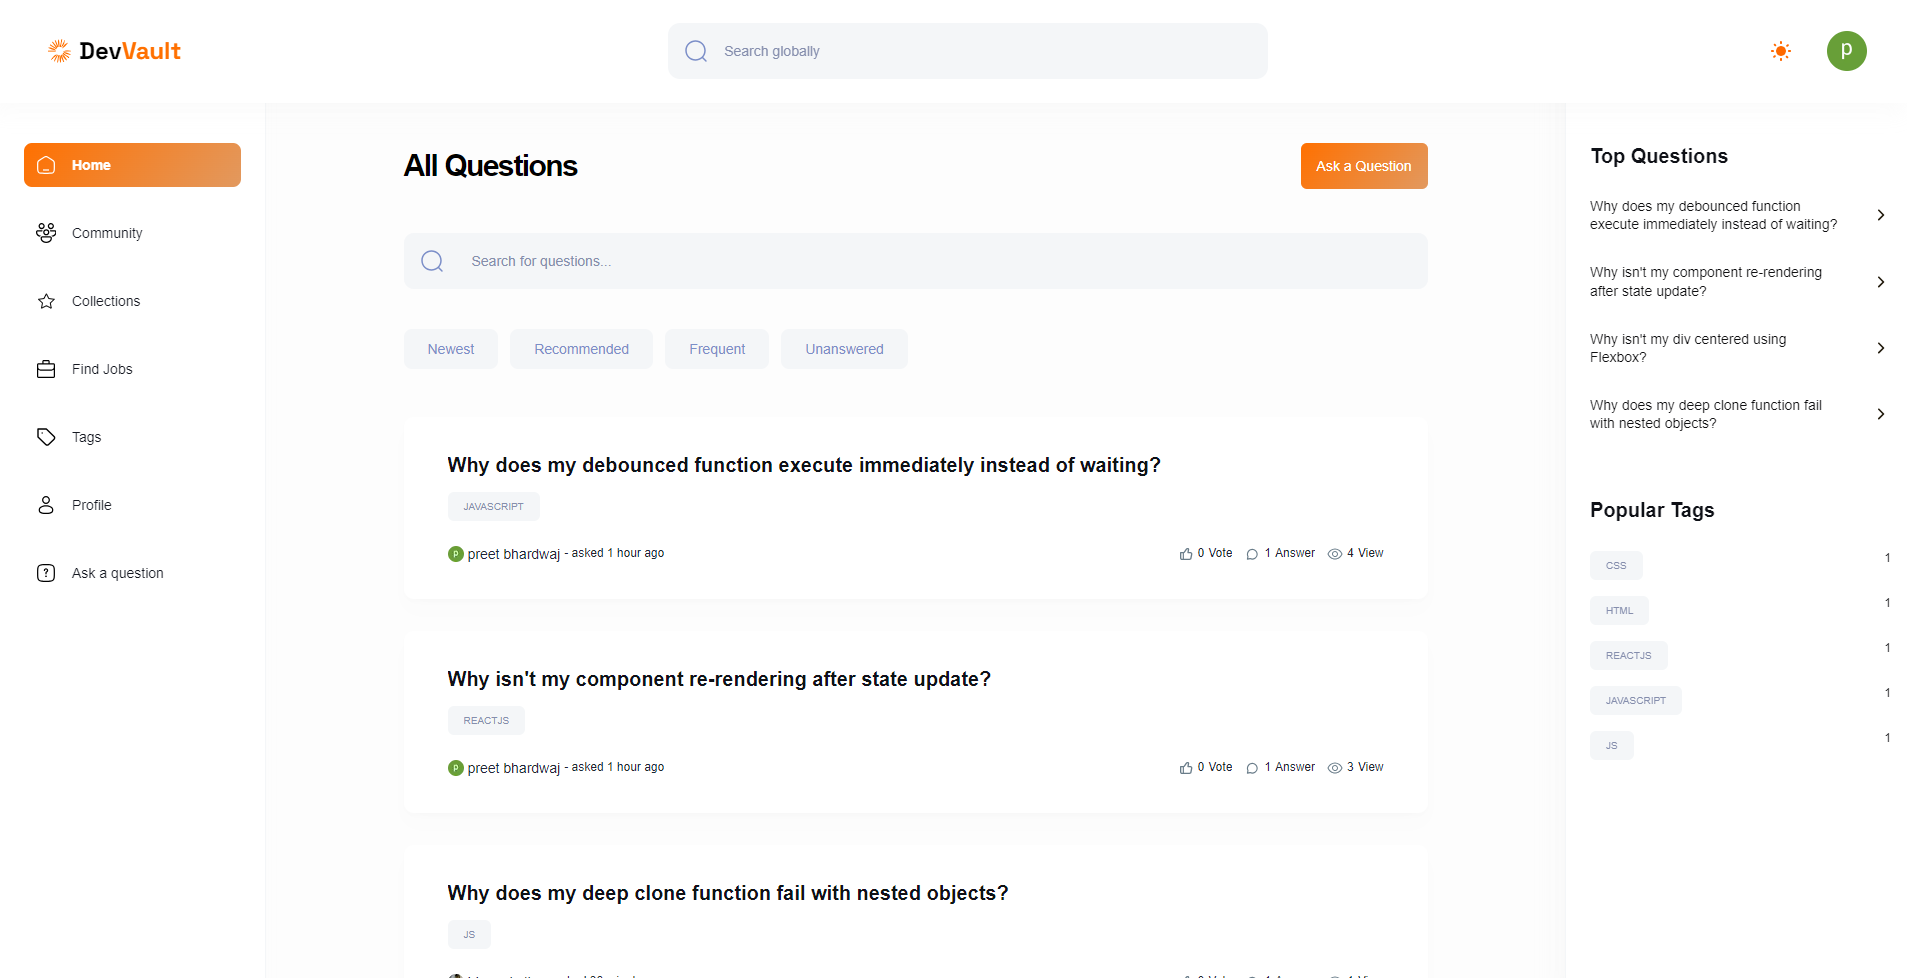 DevVault
Search globally
p
Home
Community
Collections
Find Jobs
Tags
Profile
Ask a question
All Questions
Ask a Question
Search for questions...
Newest
Recommended
Frequent
Unanswered
Why does my debounced function execute immediately instead of waiting?
JAVASCRIPT
p preet bhardwaj - asked 1 hour ago
0 Vote 1 Answer 4 View
Why isn't my component re-rendering after state update?
REACTJS
p preet bhardwaj - asked 1 hour ago
0 Vote 1 Answer 3 View
Why does my deep clone function fail with nested objects?
JS
Top Questions
Why does my debounced function
execute immediately instead of waiting?
Why isn't my component re-rendering
after state update?
Why isn't my div centered using
Flexbox?
Why does my deep clone function fail
with nested objects?
Popular Tags
CSS 1
HTML 1
REACTJS 1
JAVASCRIPT 1
JS 1